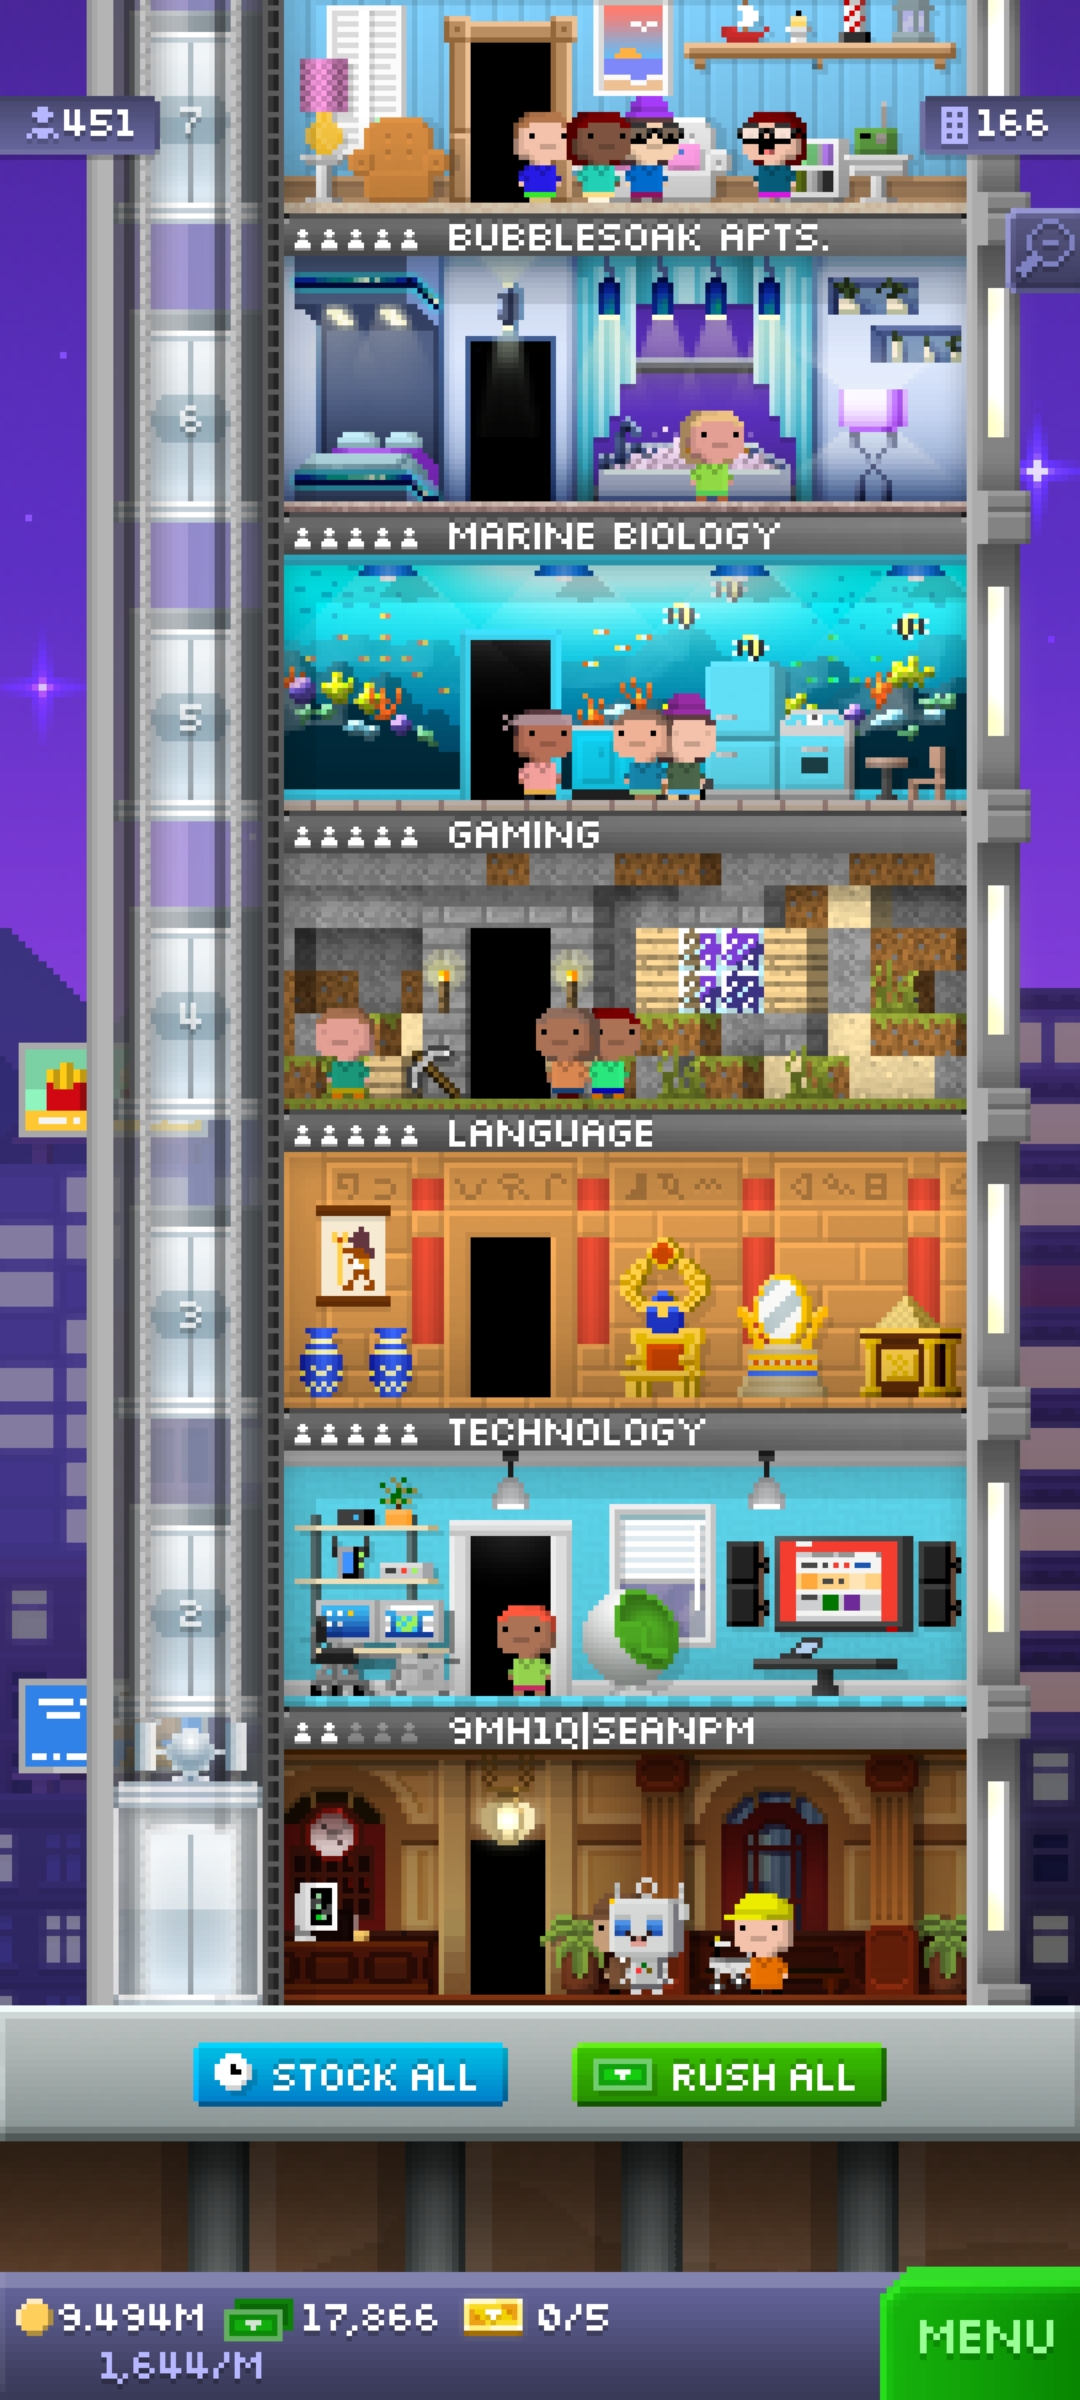 7
451
166
BUBBLESOAK APTS.
6
MARINE BIOLOGY
5
GAMING
4
LANGUAGE
3
TECHNOLOGY
2
9MH1Q|SEANPM
STOCK ALL
RUSH ALL
9.494M
17,866
0/5
MENU
1,644/M